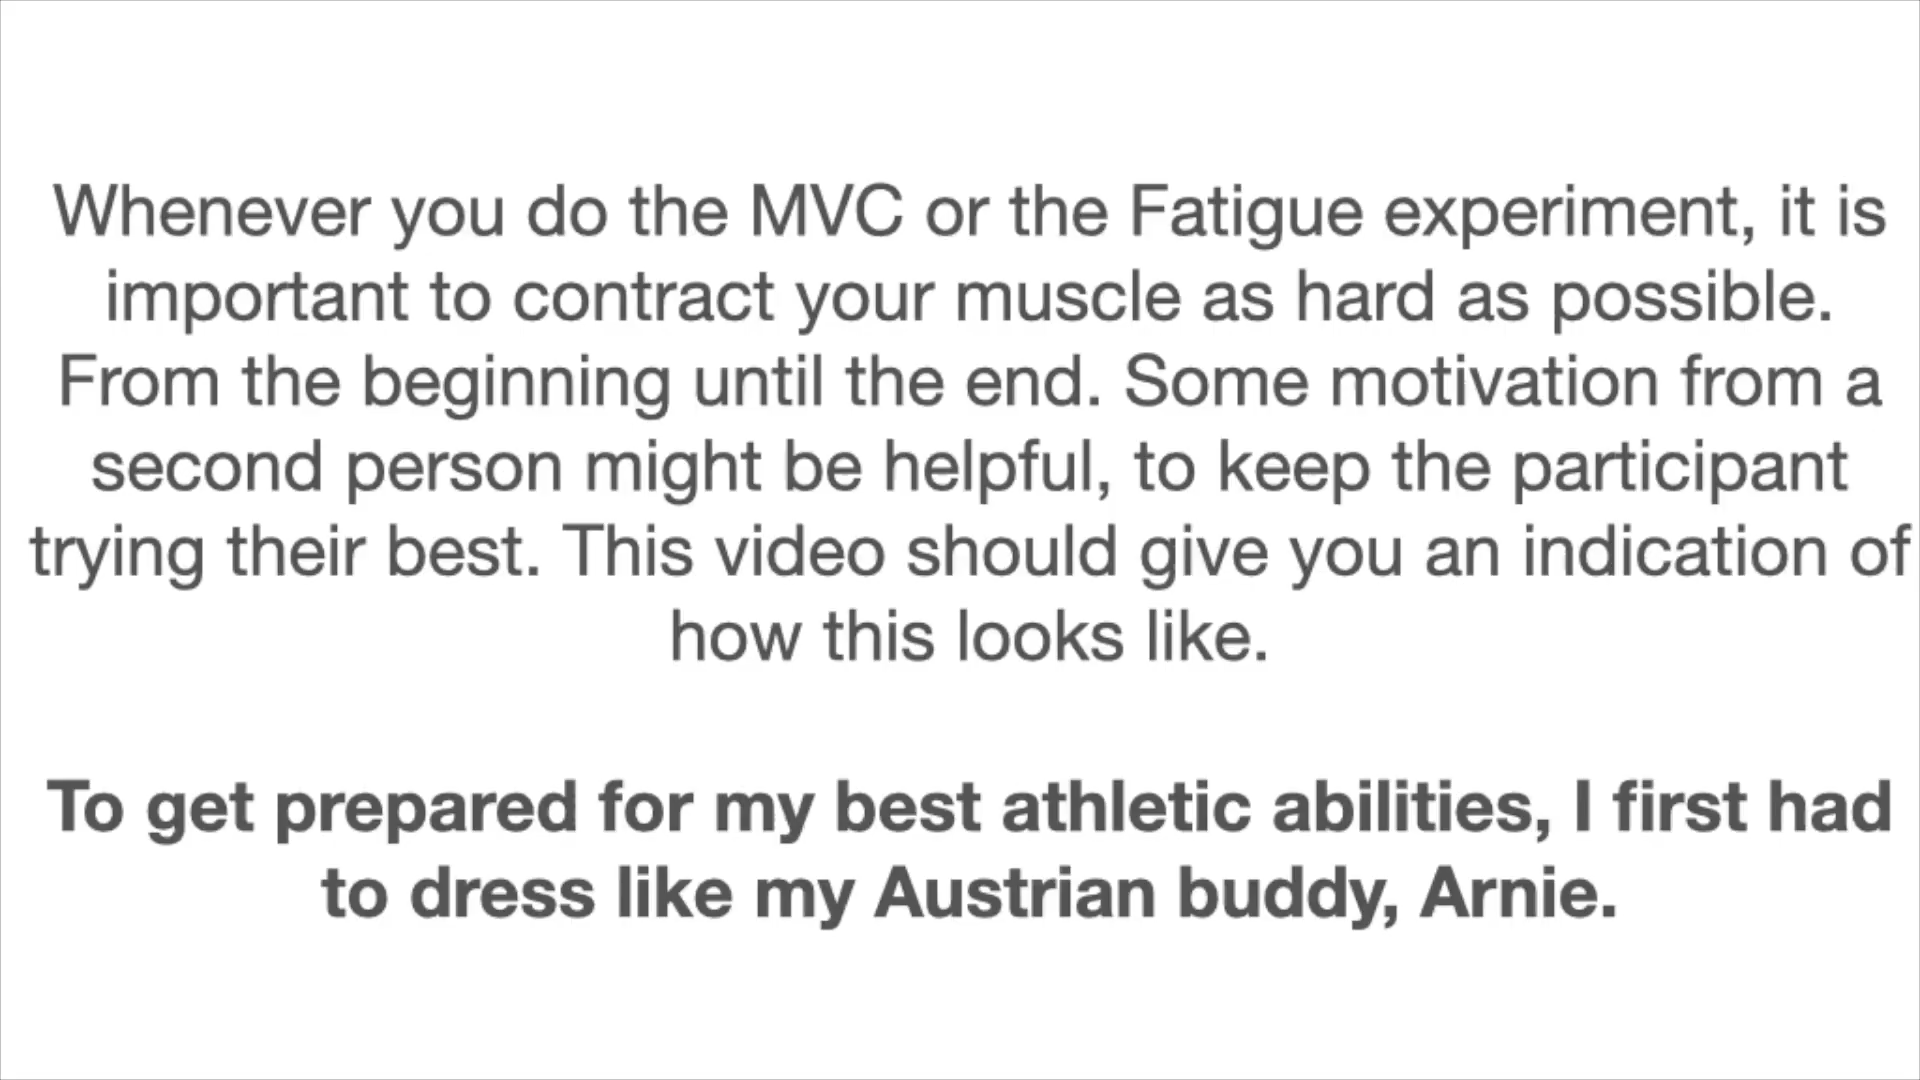 Whenever you do the MVC or the Fatigue experiment, it is
important to contract your muscle as hard as possible.
From the beginning until the end. Some motivation from a
second person might be helpful, to keep the participant
trying their best. This video should give you an indication of
how this looks like.
To get prepared for my best athletic abilities, I first had
to dress like my Austrian buddy, Arnie.